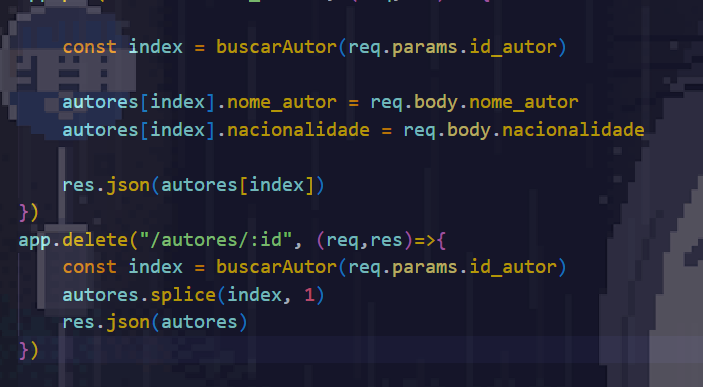 const index = buscarAutor(req.params.id_autor)
autores[index].nome_autor = req.body.nome_autor
autores[index].nacionalidade = req.body.nacionalidade
res.json(autores[index])
})
app.delete("/autores/:id", (req,res)=>{
const index = buscarAutor(req.params.id_autor)
autores.splice(index, 1)
res.json(autores)
})